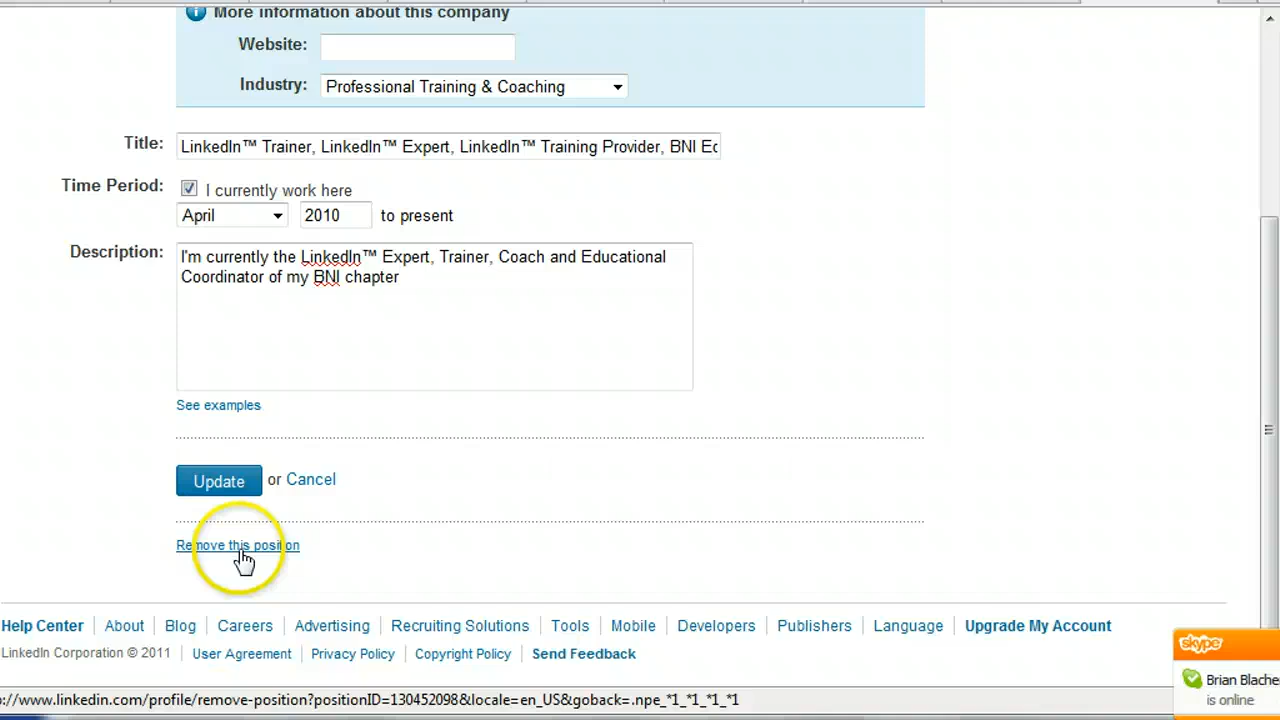 More information about this company
Website:
Industry: Professional Training & Coaching
Title: LinkedIn™ Trainer, LinkedIn™ Expert, LinkedIn™ Training Provider, BNI Ec
Time Period: I currently work here
April 2010 to present
Description: I'm currently the LinkedIn™ Expert, Trainer, Coach and Educational
Coordinator of my BNI chapter
See examples
Update or Cancel
Remove this position
Help Center About Blog Careers Advertising Recruiting Solutions Tools Mobile Developers Publishers Language Upgrade My Account
LinkedIn Corporation © 2011 User Agreement Privacy Policy Copyright Policy Send Feedback
skype
Brian Blache
is online
://www.linkedin.com/profile/remove-position?positionID=130452098&locale=en_US&goback=.npe_*1_*1_*1_*1